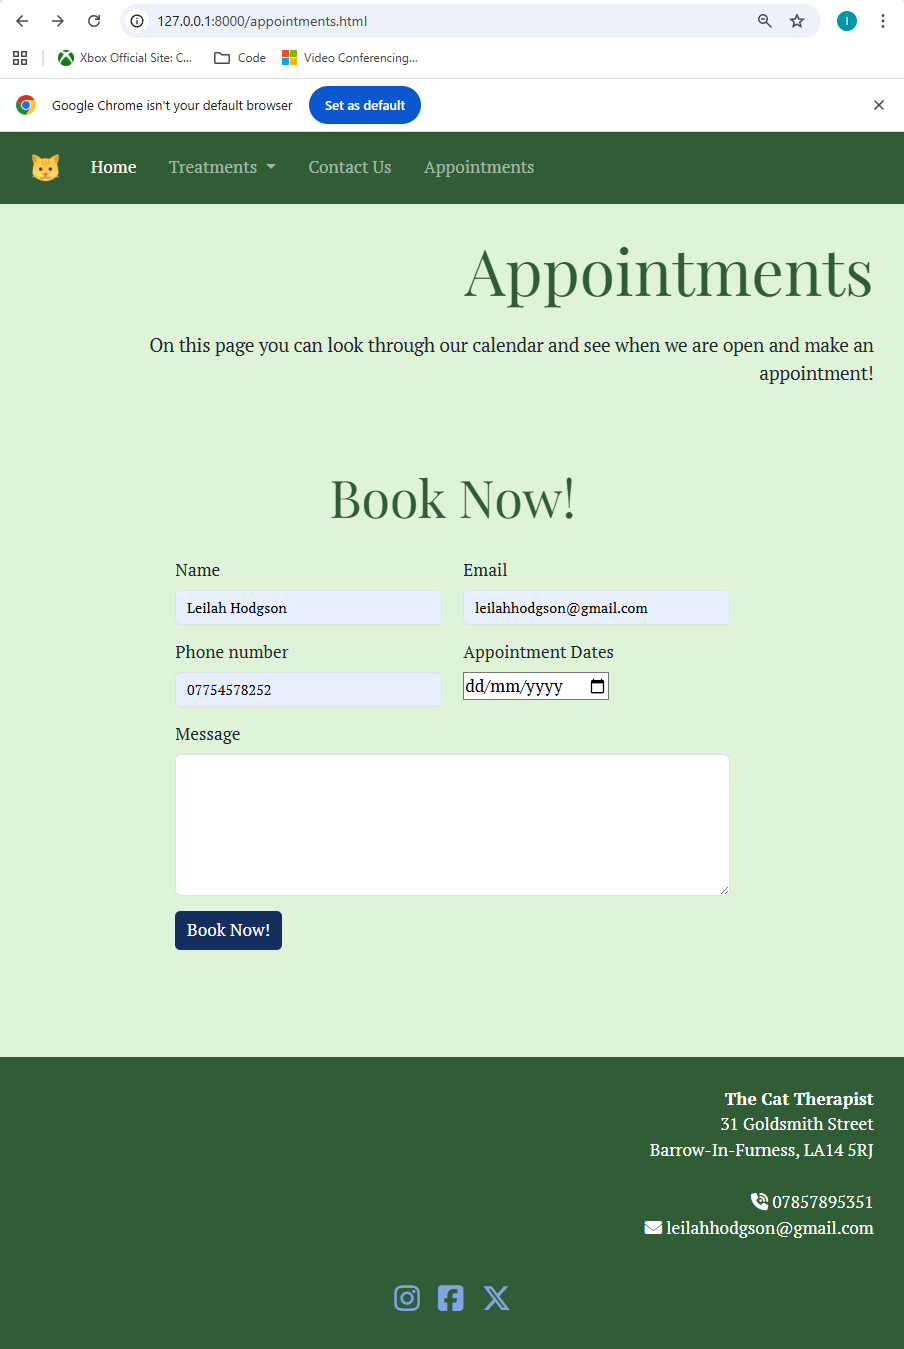 127.0.0.1:8000/appointments.html
I
Xbox Official Site: C... Code Video Conferencing...
Google Chrome isn't your default browser Set as default
Home Treatments Contact Us Appointments
Appointments
On this page you can look through our calendar and see when we are open and make an
appointment!
Book Now!
Name Email
Leilah Hodgson leilahhodgson@gmail.com
Phone number Appointment Dates
07754578252 dd/mm/yyyy
Message
Book Now!
The Cat Therapist
31 Goldsmith Street
Barrow-In-Furness, LA14 5RJ
07857895351
leilahhodgson@gmail.com